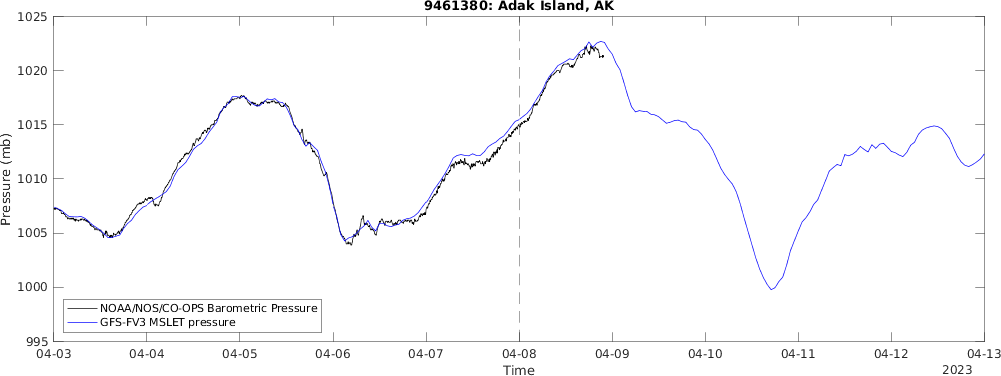 9461380: Adak Island, AK
1025
1020
1015
1010
1005
1000
995
Pressure (mb)
NOAA/NOS/CO-OPS Barometric Pressure
GFS-FV3 MSLET pressure
04-03 04-04 04-05 04-06 04-07 04-08 04-09 04-10 04-11 04-12 04-13
Time
2023